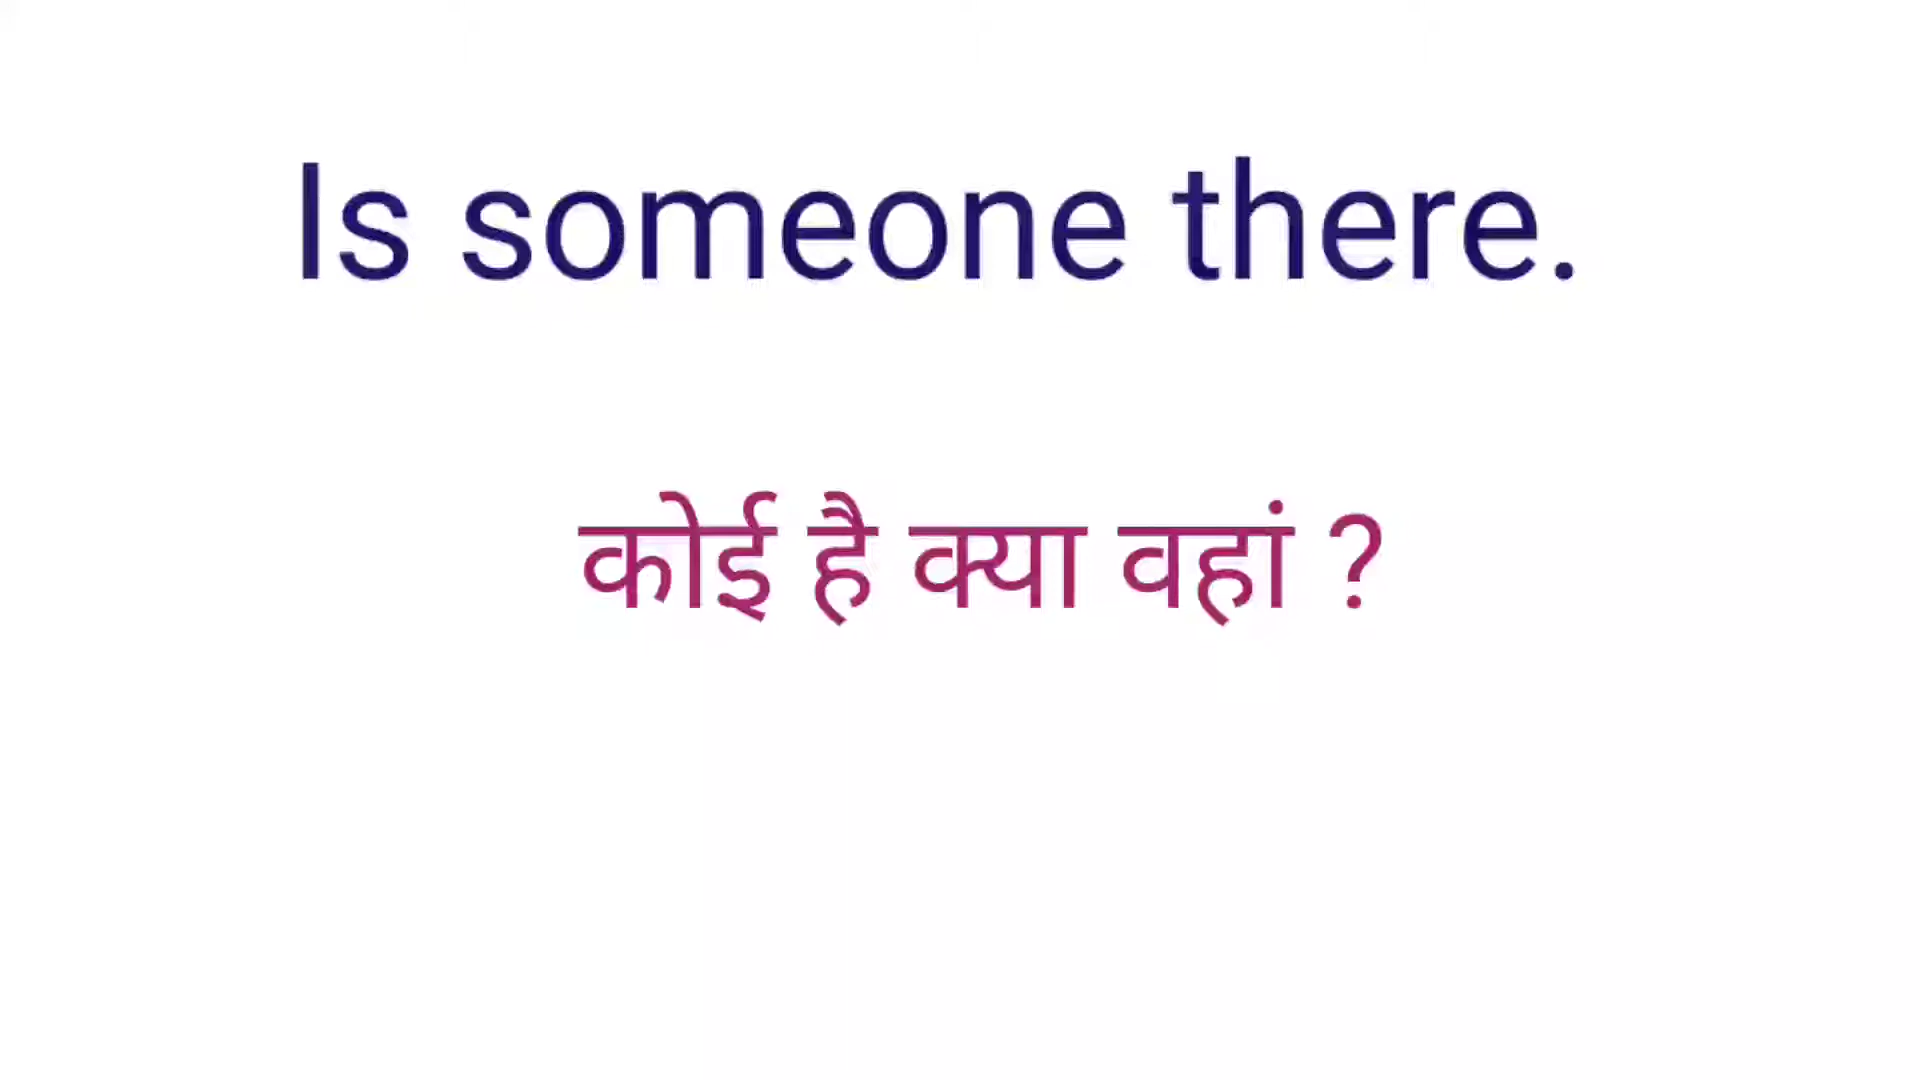 Is someone there.
कोई है क्या वहां ?